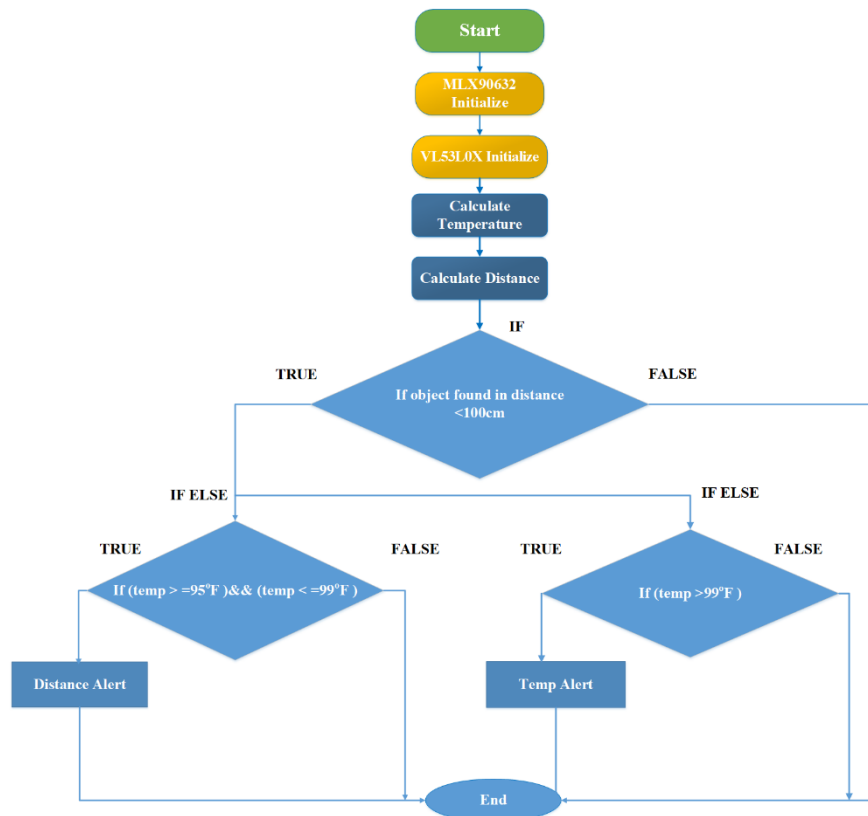 Start
MLX90632
Initialize
VL53L0X Initialize
Calculate
Temperature
Calculate Distance
IF
TRUE
FALSE
If object found in distance
<100cm
IF ELSE
IF ELSE
TRUE
FALSE
TRUE
FALSE
If (temp > =95°F )&& (temp < =99°F )
If (temp >99°F )
Distance Alert
Temp Alert
End